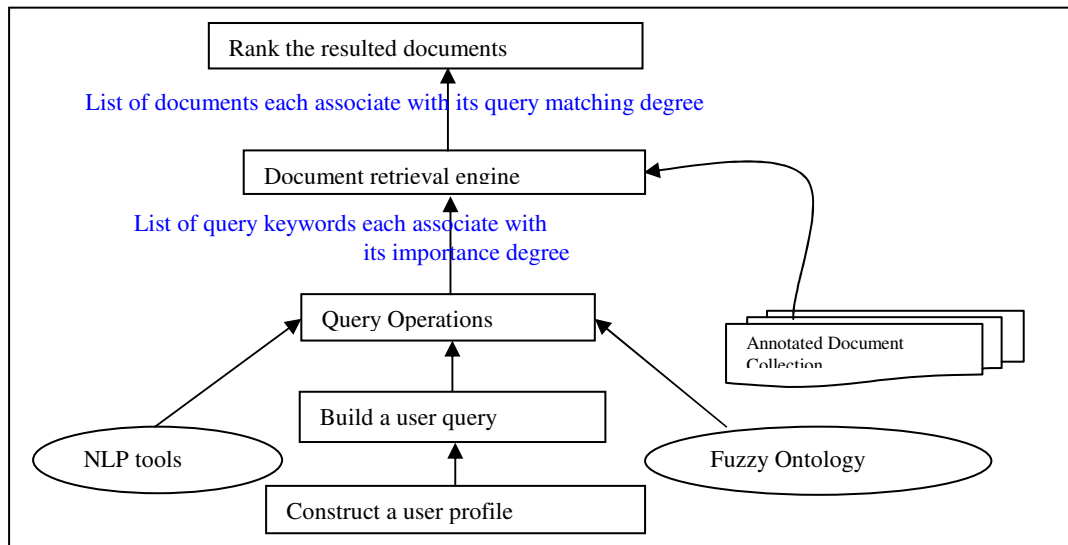 Rank the resulted documents
List of documents each associate with its query matching degree
Document retrieval engine
List of query keywords each associate with
its importance degree
Query Operations
Annotated Document
Collection
Build a user query
NLP tools
Fuzzy Ontology
Construct a user profile